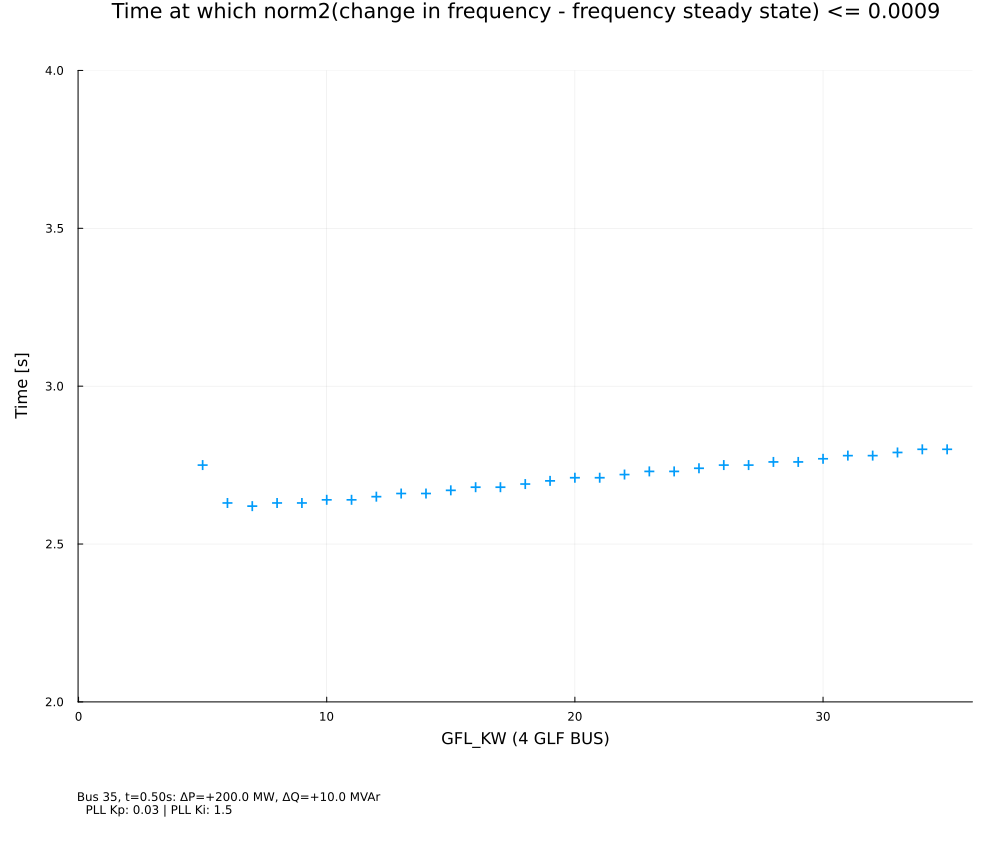 Time at which norm2(change in frequency - frequency steady state) <= 0.0009
4.0
3.5
3.0
2.5
2.0
Time [s]
0 10 20 30
GFL_KW (4 GLF BUS)
Bus 35, t=0.50s: ΔP=+200.0 MW, ΔQ=+10.0 MVAr
PLL Kp: 0.03 | PLL Ki: 1.5